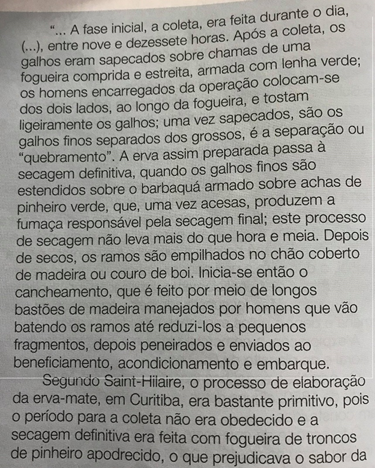 “... A fase inicial, a coleta, era feita durante o dia,
(...), entre nove e dezessete horas. Após a coleta, os
galhos eram sapecados sobre chamas de uma
fogueira comprida e estreita, armada com lenha verde;
os homens encarregados da operação colocam-se
dos dois lados, ao longo da fogueira, e tostam
ligeiramente os galhos; uma vez sapecados, são os
galhos finos separados dos grossos, é a separação ou
“quebramento”. A erva assim preparada passa à
secagem definitiva, quando os galhos finos são
estendidos sobre o barbaquá armado sobre achas de
pinheiro verde, que, uma vez acesas, produzem a
fumaça responsável pela secagem final; este processo
de secagem não leva mais do que hora e meia. Depois
de secos, os ramos são empilhados no chão coberto
de madeira ou couro de boi. Inicia-se então o
cancheamento, que é feito por meio de longos
bastões de madeira manejados por homens que vão
batendo os ramos até reduzi-los a pequenos
fragmentos, depois peneirados e enviados ao
beneficiamento, acondicionamento e embarque.
Segundo Saint-Hilaire, o processo de elaboração
da erva-mate, em Curitiba, era bastante primitivo, pois
o período para a coleta não era obedecido e a
secagem definitiva era feita com fogueira de troncos
de pinheiro apodrecido, o que prejudicava o sabor da